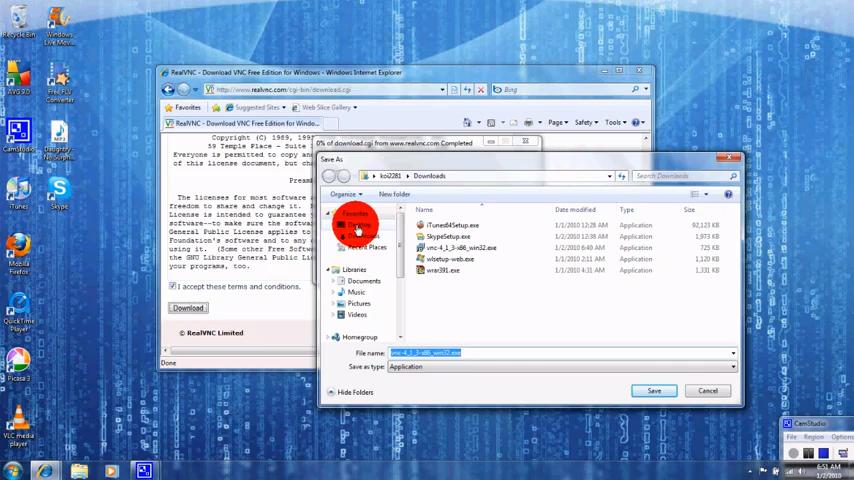 Recycle Bin
Windows
Live Movi...
AVG 9.0
Free FLV
Converter
CamStudio
Daughtry -
No Surpri...
iTunes
Skype
Mozilla
Firefox
QuickTime
Player
Picasa 3
VLC media
player
RealVNC - Download VNC Free Edition for Windows - Windows Internet Explorer
http://www.realvnc.com/cgi-bin/download.cgi
Bing
Favorites
Suggested Sites
Web Slice Gallery
RealVNC - Download VNC Free Edition for Window...
Page
Safety
Tools
Copyright (C) 1989, 199
59 Temple Place - Suite
Everyone is permitted to copy an
of this license document, but ch
Pream
The licenses for most software a
freedom to share and change it.
License is intended to guarantee y
software--to make sure the softwar
General Public License applies to
Foundation's software and to any o
using it. (Some other Free Softwar
the GNU Library General Public Lic
your programs, too.
I accept these terms and conditions.
Download
© RealVNC Limited
Done
0% of download.cgi from www.realvnc.com Completed
Save As
koi2281
Downloads
Search Downloads
Organize
New folder
Favorites
Desktop
Downloads
Recent Places
Libraries
Documents
Music
Pictures
Videos
Homegroup
Name
Date modified
Type
Size
iTunes64Setup.exe 1/1/2010 12:28 AM Application 92,123 KB
SkypeSetup.exe 1/1/2010 12:38 AM Application 1,973 KB
vnc-4_1_3-x86_win32.exe 1/2/2010 6:40 AM Application 725 KB
wlsetup-web.exe 1/1/2010 2:11 AM Application
wrar391.exe 1/1/2010 4:31 AM Application 1,331 KB
File name:
vnc-4_1_3-x86_win32.exe
Save as type:
Application
Hide Folders
Save
Cancel
CamStudio
File
Region
Options
6:51 AM
1/2/2010